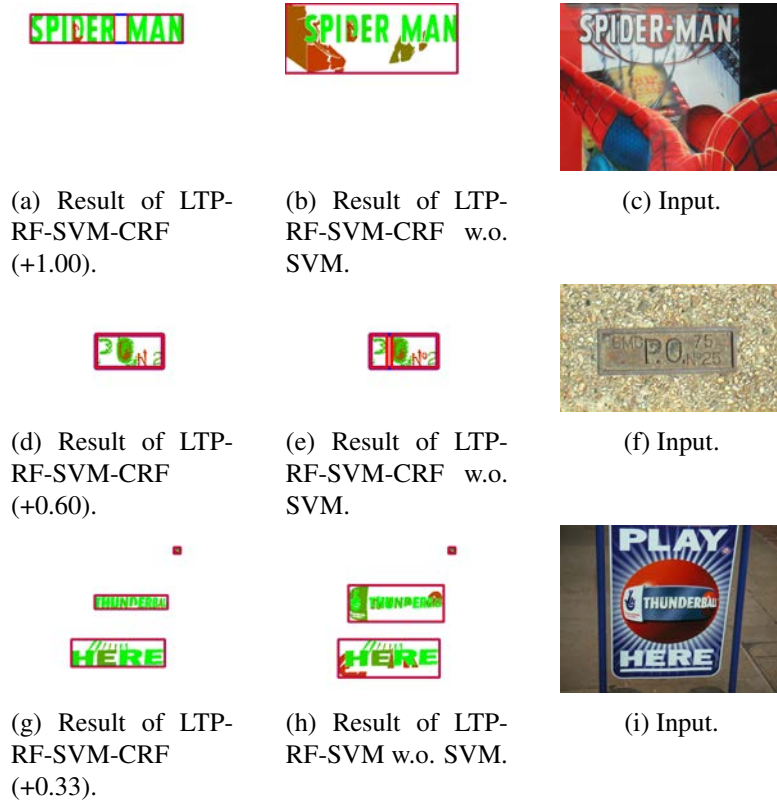 SPIDER MAN
SPIDER MAN
SPIDER-MAN
(a) Result of LTP-
RF-SVM-CRF
(+1.00).
(b) Result of LTP-
RF-SVM-CRF w.o.
SVM.
(c) Input.
P.O
75
Nº25
(d) Result of LTP-
RF-SVM-CRF
(+0.60).
(e) Result of LTP-
RF-SVM-CRF w.o.
SVM.
(f) Input.
THUNDERBAL
HERE
THUNDERBA
HERE
PLAY
THUNDERBALL
HERE
(g) Result of LTP-
RF-SVM-CRF
(+0.33).
(h) Result of LTP-
RF-SVM w.o. SVM.
(i) Input.